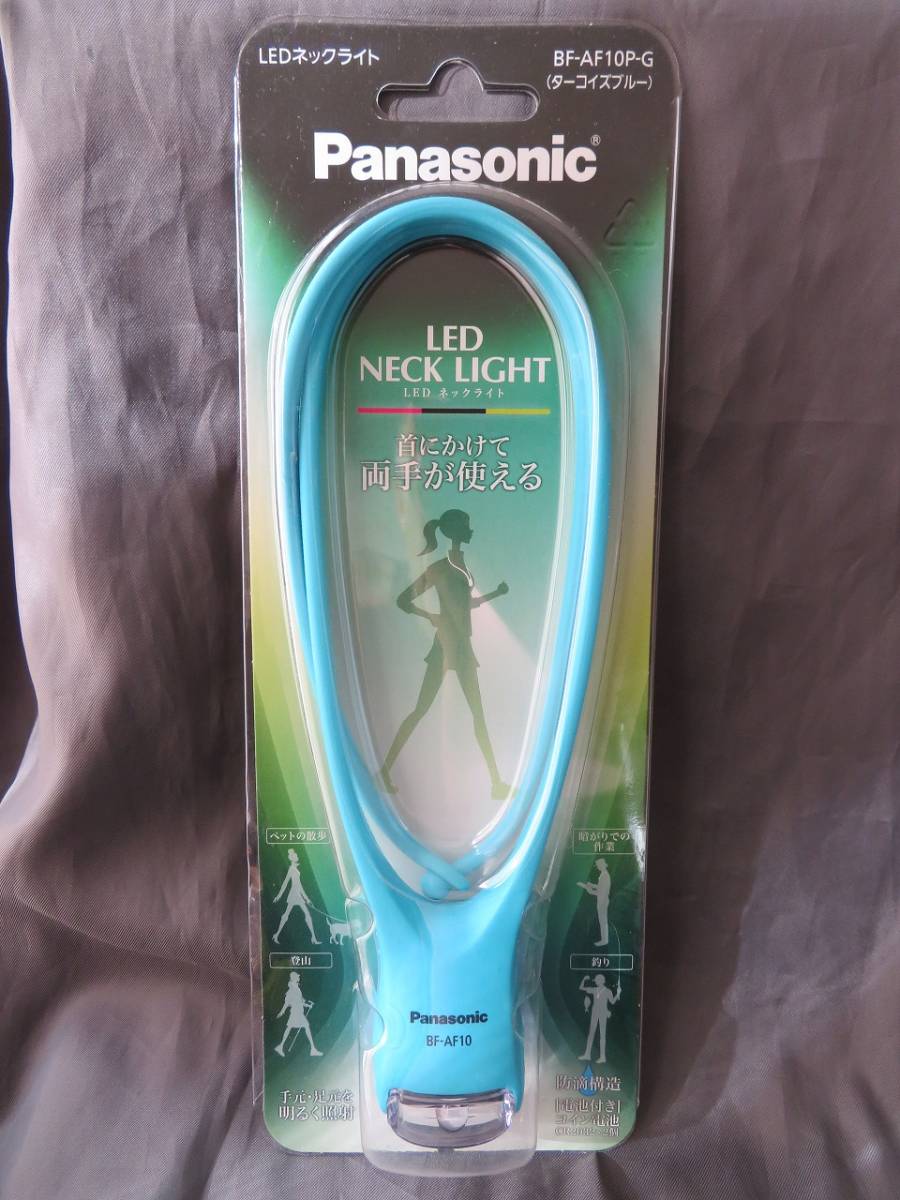 LEDネックライト
BF-AF10P-G
(ターコイズブルー)
Panasonic®
LED
NECK LIGHT
LED ネックライト
首にかけて
両手が使える
ペットの散歩
暗がりでの
作業
登山
釣り
Panasonic
BF-AF10
手元・足元を
明るく照射
防滴構造
電池付き
コイン電池